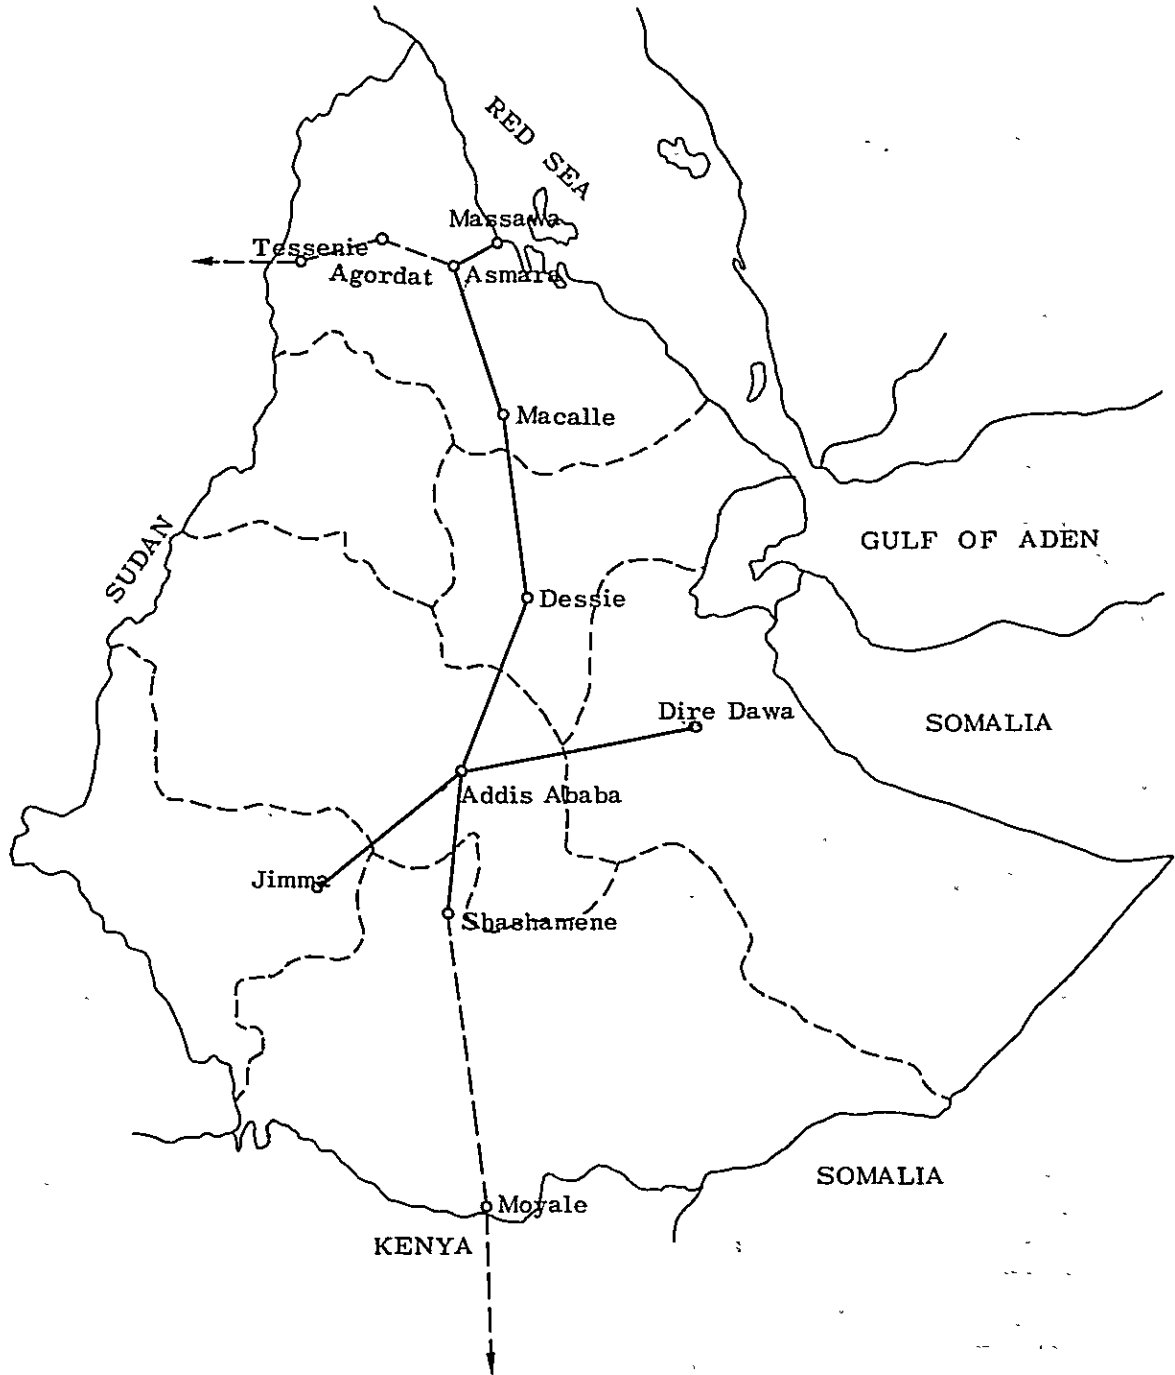 RED SEA
Massawa
Tessenie
Agordat
Asmara
Macalle
SUDAN
GULF OF ADEN
Dessie
Dire Dawa
SOMALIA
Addis Ababa
Jimma
Shashamene
SOMALIA
Moyale
KENYA